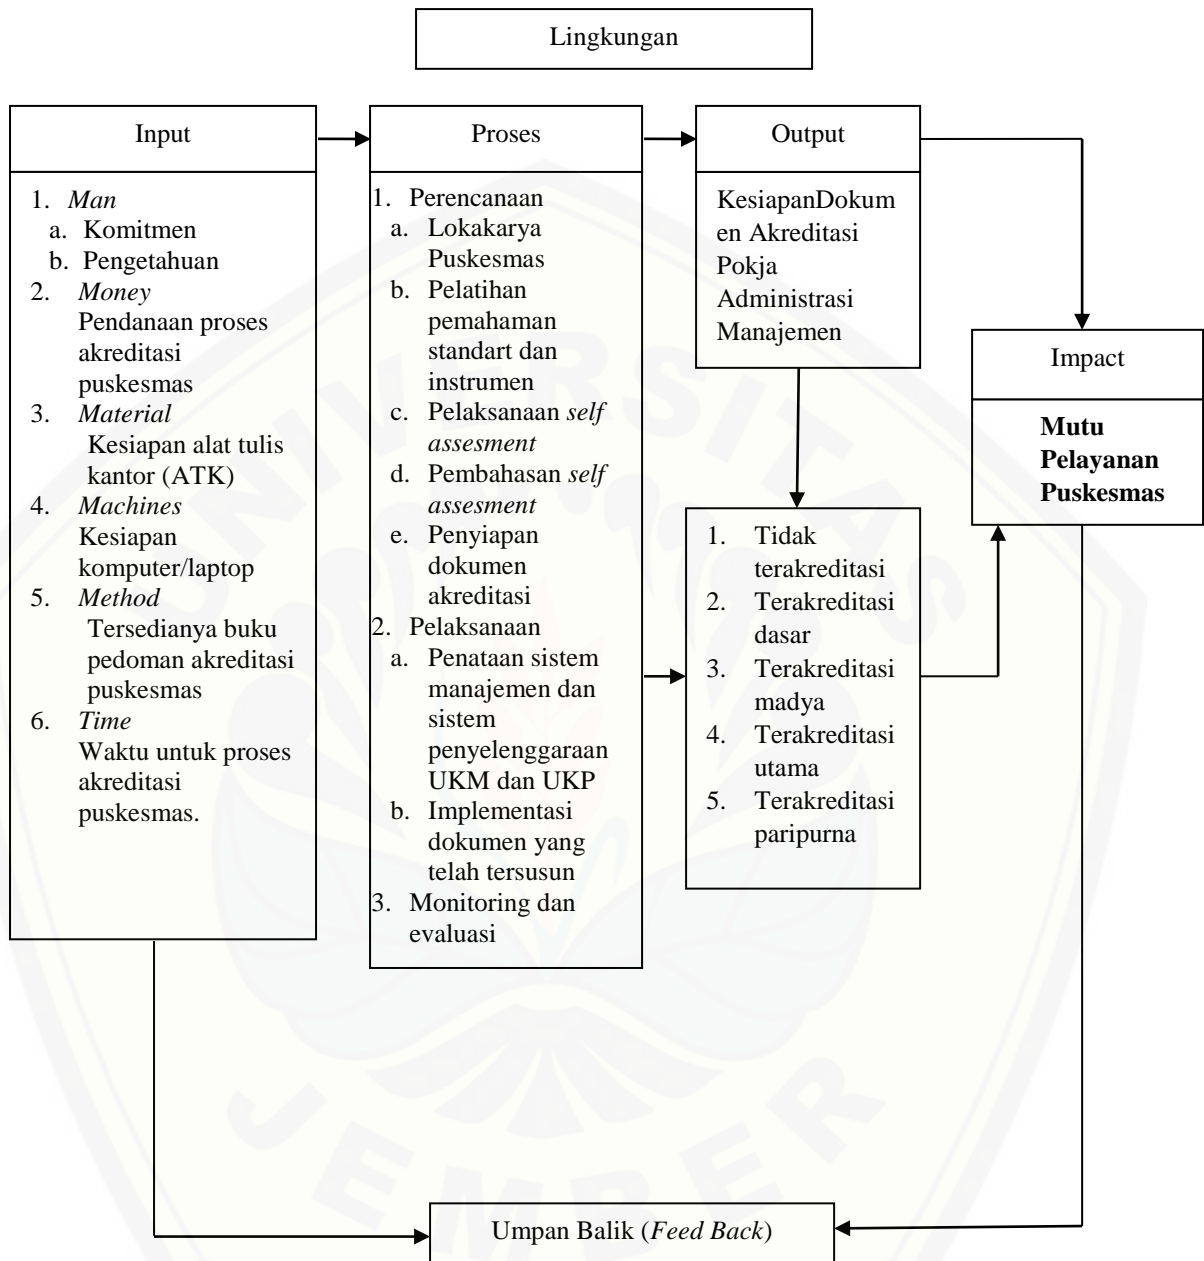 Lingkungan
Input
1. Man
a. Komitmen
b. Pengetahuan
2. Money
Pendanaan proses
akreditasi
puskesmas
3. Material
Kesiapan alat tulis
kantor (ATK)
4. Machines
Kesiapan
komputer/laptop
5. Method
Tersedianya buku
pedoman akreditasi
puskesmas
6. Time
Waktu untuk proses
akreditasi
puskesmas.
Proses
1. Perencanaan
a. Lokakarya
Puskesmas
b. Pelatihan
pemahaman
standart dan
instrumen
c. Pelaksanaan self
assesment
d. Pembahasan self
assesment
e. Penyiapan
dokumen
akreditasi
2. Pelaksanaan
a. Penataan sistem
manajemen dan
sistem
penyelenggaraan
UKM dan UKP
b. Implementasi
dokumen yang
telah tersusun
3. Monitoring dan
evaluasi
Output
KesiapanDokum
en Akreditasi
Pokja
Administrasi
Manajemen
1. Tidak
terakreditasi
2. Terakreditasi
dasar
3. Terakreditasi
madya
4. Terakreditasi
utama
5. Terakreditasi
paripurna
Impact
Mutu
Pelayanan
Puskesmas
Umpan Balik (Feed Back)
UNIVERSITAS
JEMBER